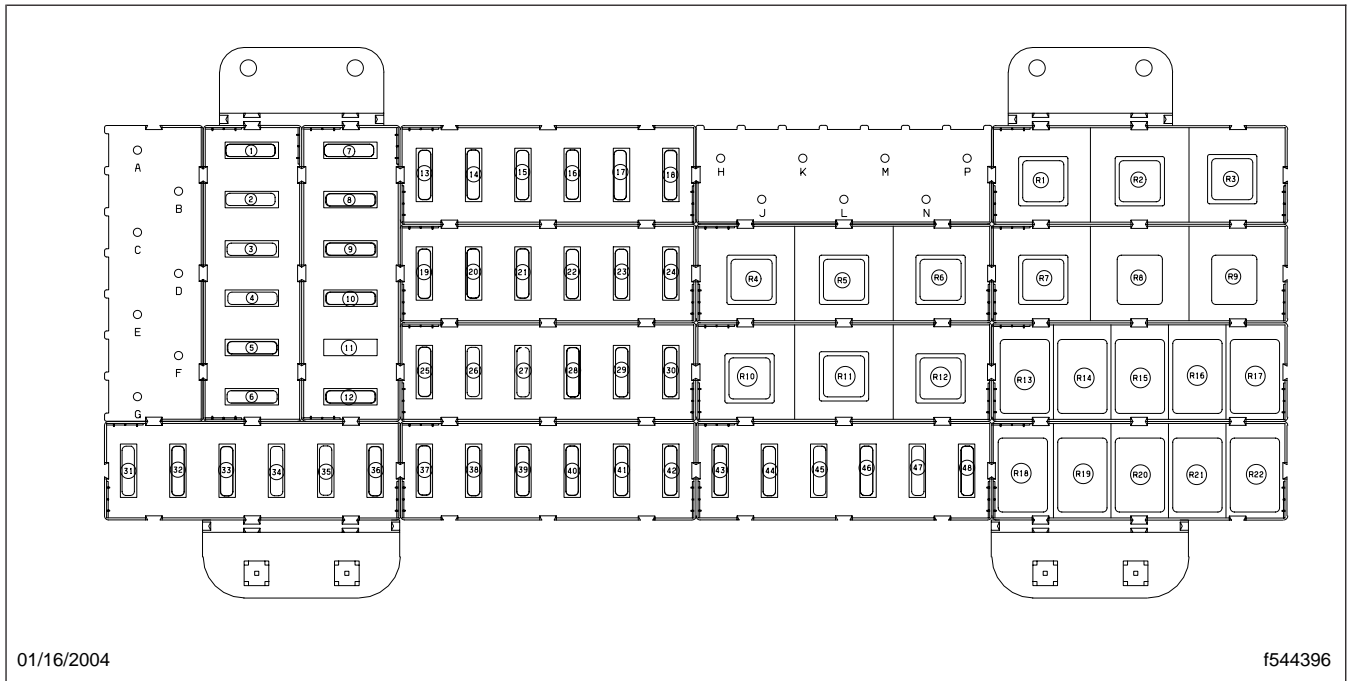 1 7
A 13 14 15 16 17 18 H K M P R1 R2 R3
2 8
B J L N
3 9
C 19 20 21 22 23 24 R4 R5 R6 R7 R8 R9
D
4 10
E
5 11
F 25 26 27 28 29 30 R10 R11 R12 R13 R14 R15 R16 R17
6 12
G
31 32 33 34 35 36 37 38 39 40 41 42 43 44 45 46 47 48 R18 R19 R20 R21 R22
01/16/2004 f544396